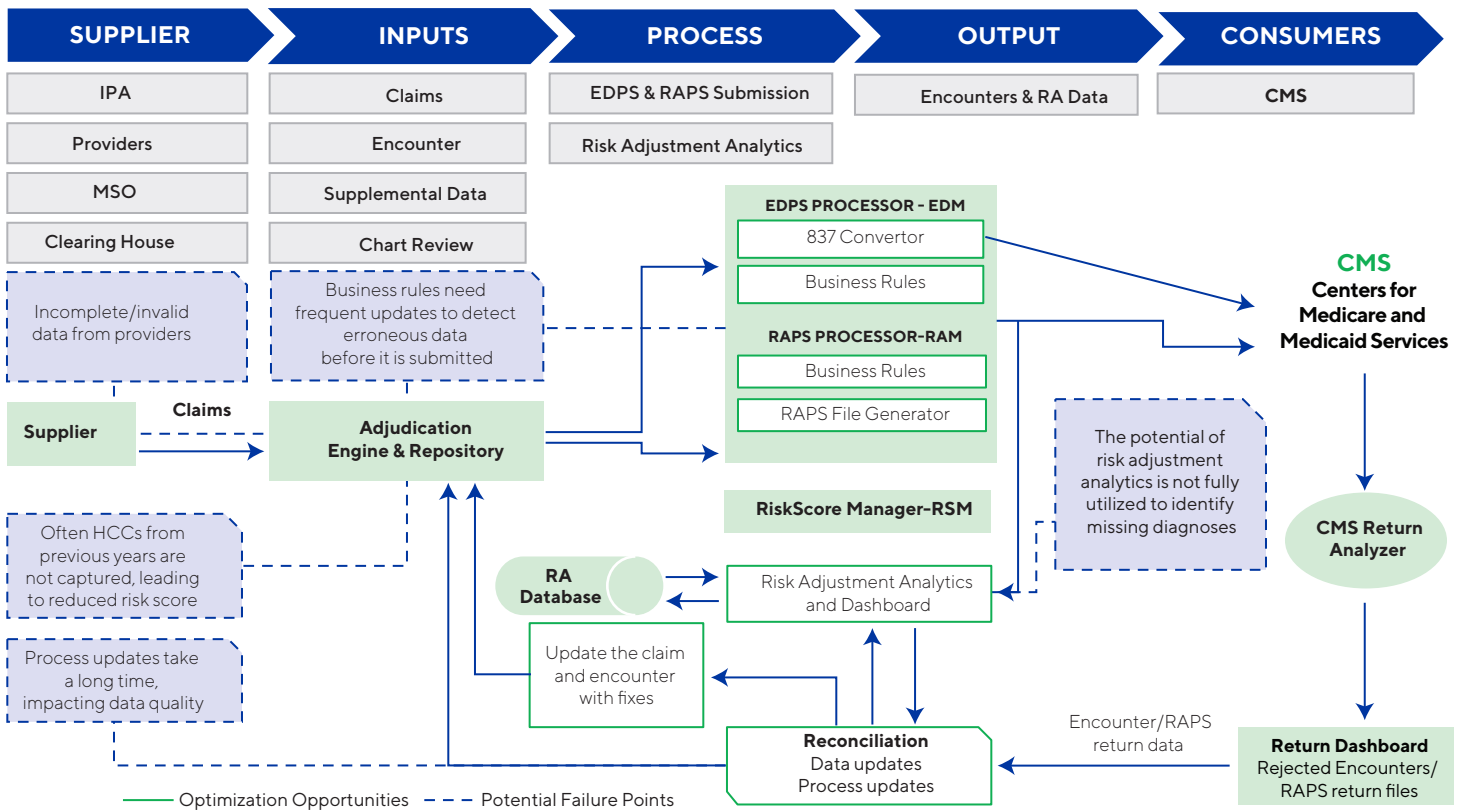 SUPPLIER
INPUTS
PROCESS
OUTPUT
CONSUMERS
IPA
Providers
MSO
Clearing House
Claims
Encounter
Supplemental Data
Chart Review
EDPS & RAPS Submission
Risk Adjustment Analytics
Encounters & RA Data
CMS
Incomplete/invalid
data from providers
Business rules need
frequent updates to detect
erroneous data
before it is submitted
EDPS PROCESSOR - EDM
837 Convertor
Business Rules
RAPS PROCESSOR-RAM
Business Rules
RAPS File Generator
CMS
Centers for
Medicare and
Medicaid Services
Supplier
Claims
Adjudication
Engine & Repository
The potential of
risk adjustment
analytics is not fully
utilized to identify
missing diagnoses
RiskScore Manager-RSM
CMS Return
Analyzer
Often HCCs from
previous years are
not captured, leading
to reduced risk score
RA
Database
Risk Adjustment Analytics
and Dashboard
Process updates take
a long time,
impacting data quality
Update the claim
and encounter
with fixes
Reconciliation
Data updates
Process updates
Encounter/RAPS
return data
Return Dashboard
Rejected Encounters/
RAPS return files
Optimization Opportunities
Potential Failure Points